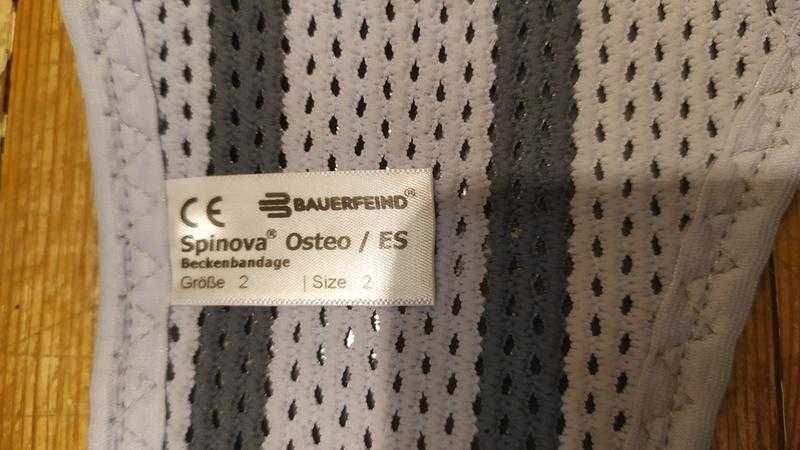 CE BAUERFEIND®
Spinova® Osteo / ES
Beckenbandage
Größe 2 | Size 2